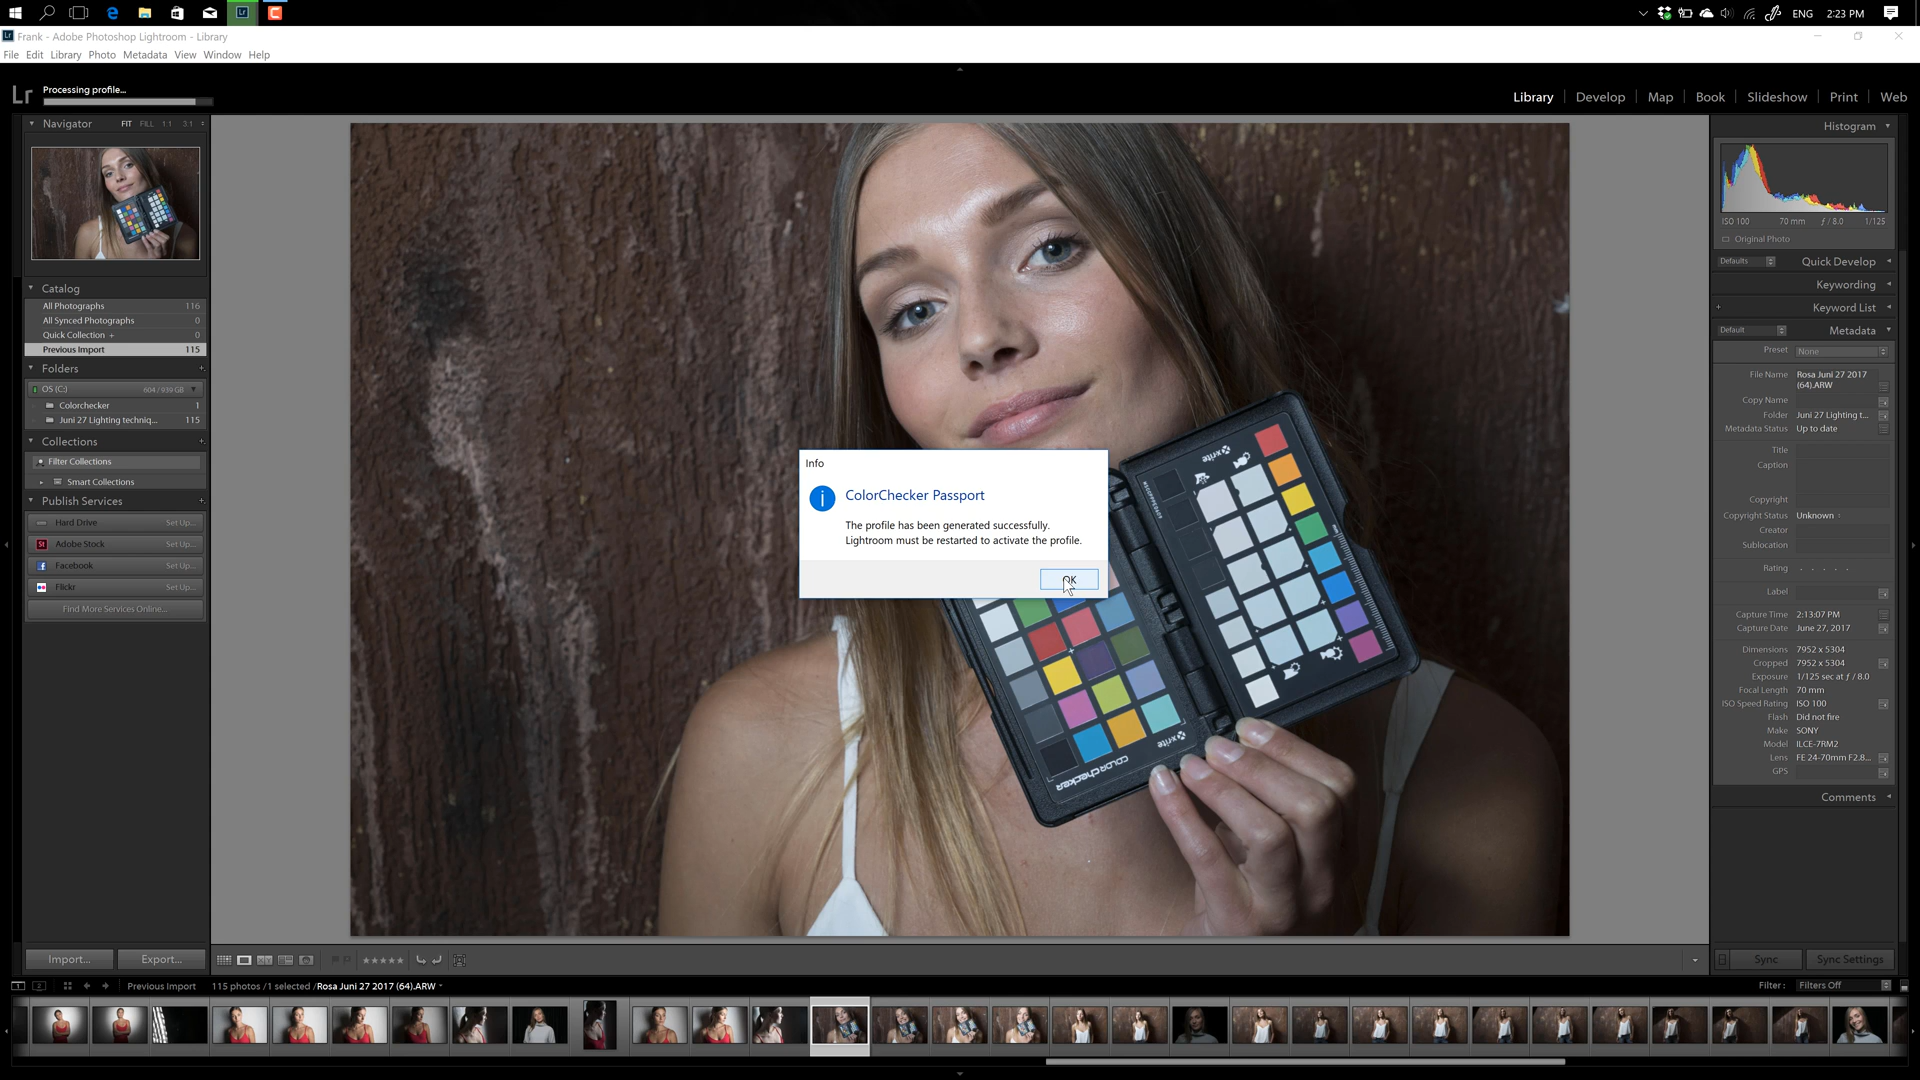 ENG 2:23 PM
Lr Frank - Adobe Photoshop Lightroom - Library
File Edit Library Photo Metadata View Window Help
Lr Processing profile...
Library Develop Map Book Slideshow Print Web
Navigator FIT FILL 1:1 3:1
Catalog
All Photographs 116
All Synced Photographs 0
Quick Collection + 0
Previous Import 115
Folders
OS (C:) 604 / 939 GB
Colorchecker 1
Juni 27 Lighting techniq... 115
Collections
Filter Collections
Smart Collections
Publish Services
Hard Drive Set Up...
St Adobe Stock Set Up...
Facebook Set Up...
Flickr Set Up...
Find More Services Online...
Import... Export...
Info
ColorChecker Passport
The profile has been generated successfully.
Lightroom must be restarted to activate the profile.
OK
x-rite
x-rite
colorchecker
Histogram
ISO 100 70 mm ƒ / 8.0 1/125
Original Photo
Defaults Quick Develop
Keywording
+ Keyword List
Default Metadata
Preset None
File Name Rosa Juni 27 2017
(64).ARW
Copy Name
Folder Juni 27 Lighting t...
Metadata Status Up to date
Title
Caption
Copyright
Copyright Status Unknown
Creator
Sublocation
Rating
Label
Capture Time 2:13:07 PM
Capture Date June 27, 2017
Dimensions 7952 x 5304
Cropped 7952 x 5304
Exposure 1/125 sec at ƒ / 8.0
Focal Length 70 mm
ISO Speed Rating ISO 100
Flash Did not fire
Make SONY
Model ILCE-7RM2
Lens FE 24-70mm F2.8...
GPS
Comments
Sync Sync Settings
1 2 Previous Import 115 photos / 1 selected / Rosa Juni 27 2017 (64).ARW
Filter : Filters Off